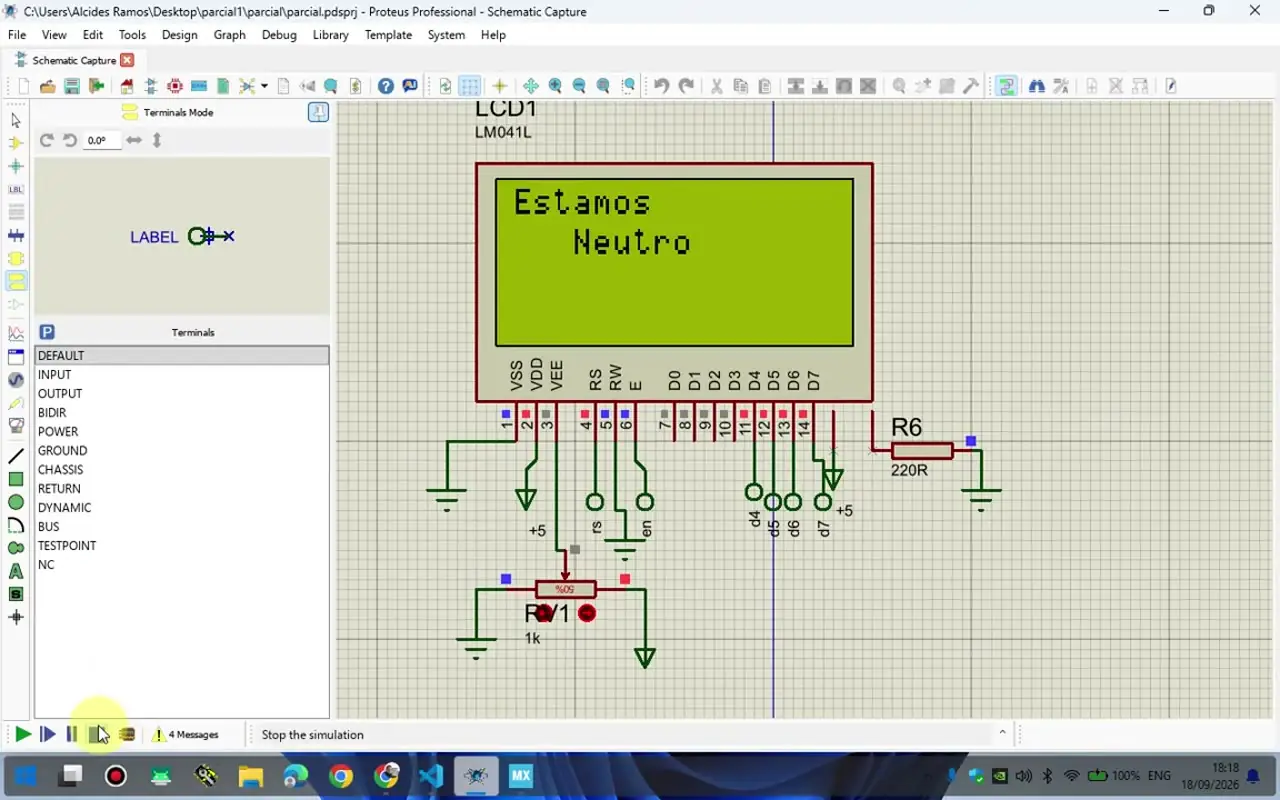 C:\Users\Alcides Ramos\Desktop\parcial1\parcial\parcial.pdsprj - Proteus Professional - Schematic Capture
File View Edit Tools Design Graph Debug Library Template System Help
Schematic Capture
Terminals Mode
0.0°
LBL
LABEL
P Terminals
DEFAULT
INPUT
OUTPUT
BIDIR
POWER
GROUND
CHASSIS
RETURN
DYNAMIC
BUS
TESTPOINT
NC
A
S
LCD1
LM041L
Estamos
Neutro
VSS VDD VEE RS RW E D0 D1 D2 D3 D4 D5 D6 D7
1 2 3 4 5 6 7 8 9 10 11 12 13 14
R6
220R
+5 rs en d4 d5 d6 d7 +5
50%
RV1
1k
4 Messages Stop the simulation
MX
100% ENG
18:18
18/09/2026